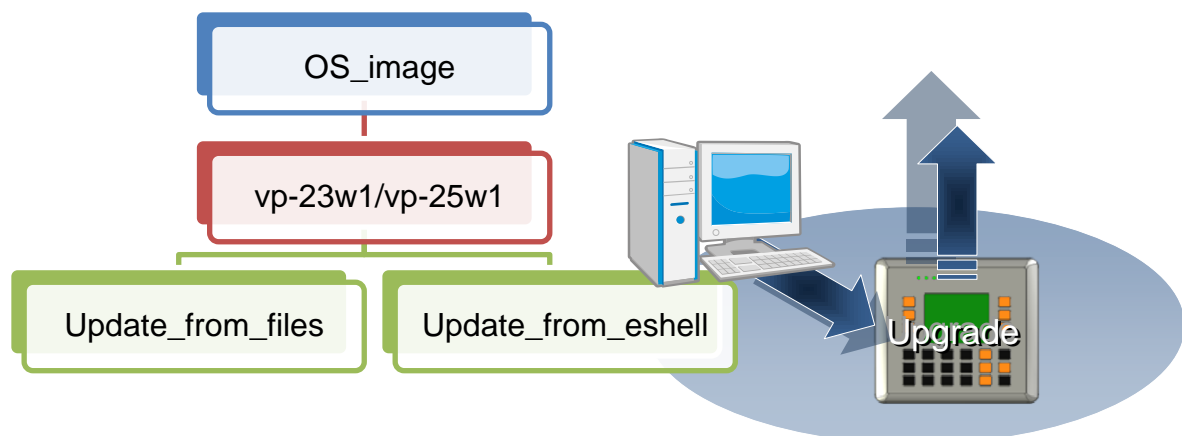 OS_image
vp-23w1/vp-25w1
Update_from_files
Update_from_eshell
Upgrade